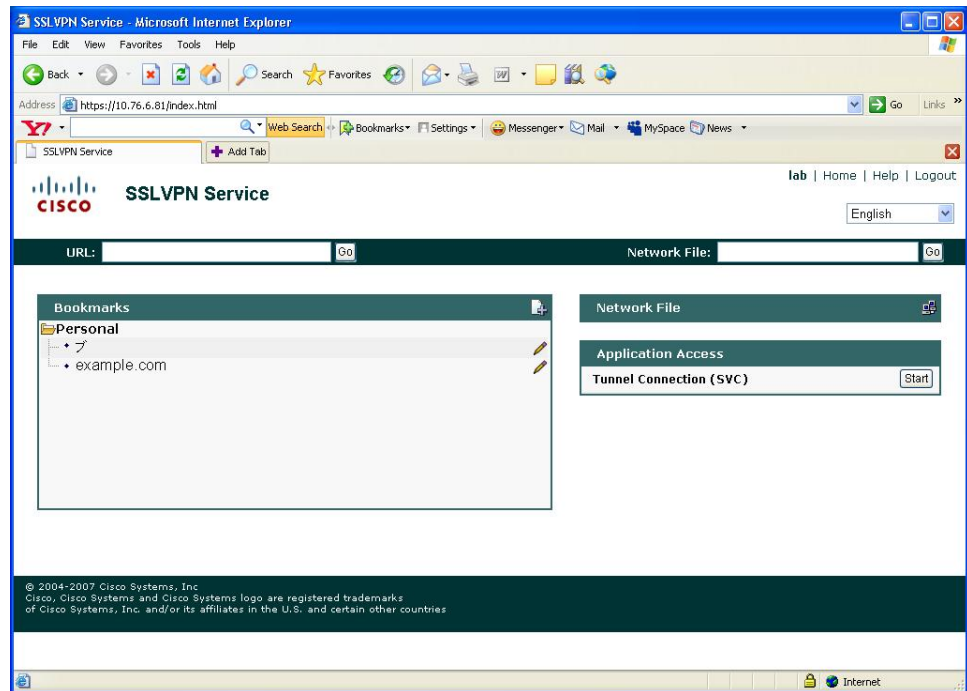 SSLVPN Service - Microsoft Internet Explorer
File Edit View Favorites Tools Help
Back Search Favorites
Address https://10.76.6.81/index.html Go Links »
Y! Web Search Bookmarks Settings Messenger Mail MySpace News
SSLVPN Service Add Tab
lab | Home | Help | Logout
CISCO SSLVPN Service
English
URL: Go Network File: Go
Bookmarks
Personal
ブ
example.com
Network File
Application Access
Tunnel Connection (SVC) Start
© 2004-2007 Cisco Systems, Inc
Cisco, Cisco Systems and Cisco Systems logo are registered trademarks
of Cisco Systems, Inc. and/or its affiliates in the U.S. and certain other countries
Internet